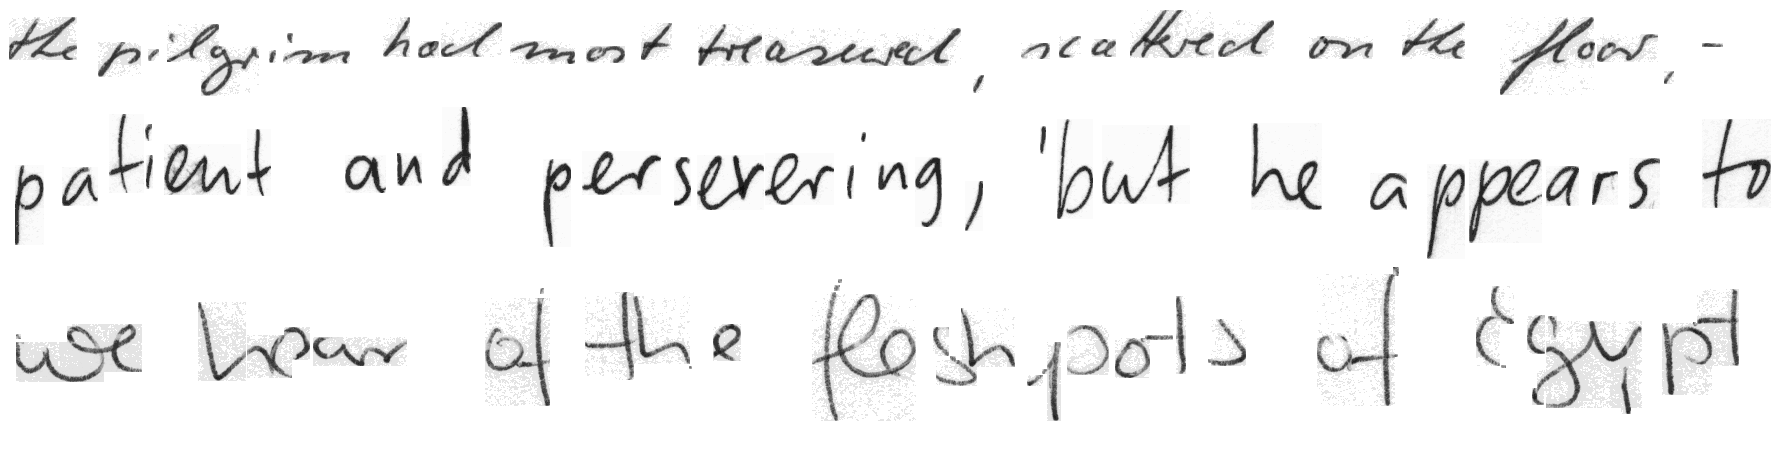 the pilgrim had most treasured, scattered on the floor, -
patient and persevering, 'but he appears to
we hear of the fleshpots of Egypt